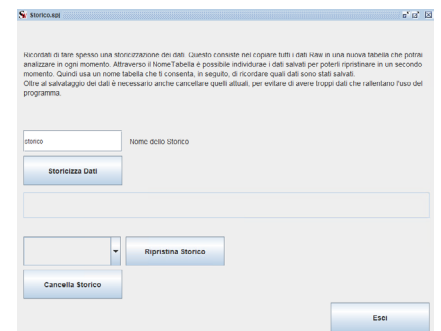 Storico.xpj
Ricordati di fare spesso una storicizzazione dei dati. Questo consiste nel copiare tutti i dati Raw in una nuova tabella che potrai
analizzare in ogni momento. Attraverso il NomeTabella è possibile individurae i dati salvati per poterli ripristinare in un secondo
momento. Quindi usa un nome tabella che ti consenta, in seguito, di ricordare quali dati sono stati salvati.
Oltre al salvataggio dei dati è necessario anche cancellare quelli attuali, per evitare di avere troppi dati che rallentano l'uso del
programma.
storico Nome dello Storico
Storicizza Dati
Ripristina Storico
Cancella Storico
Esci